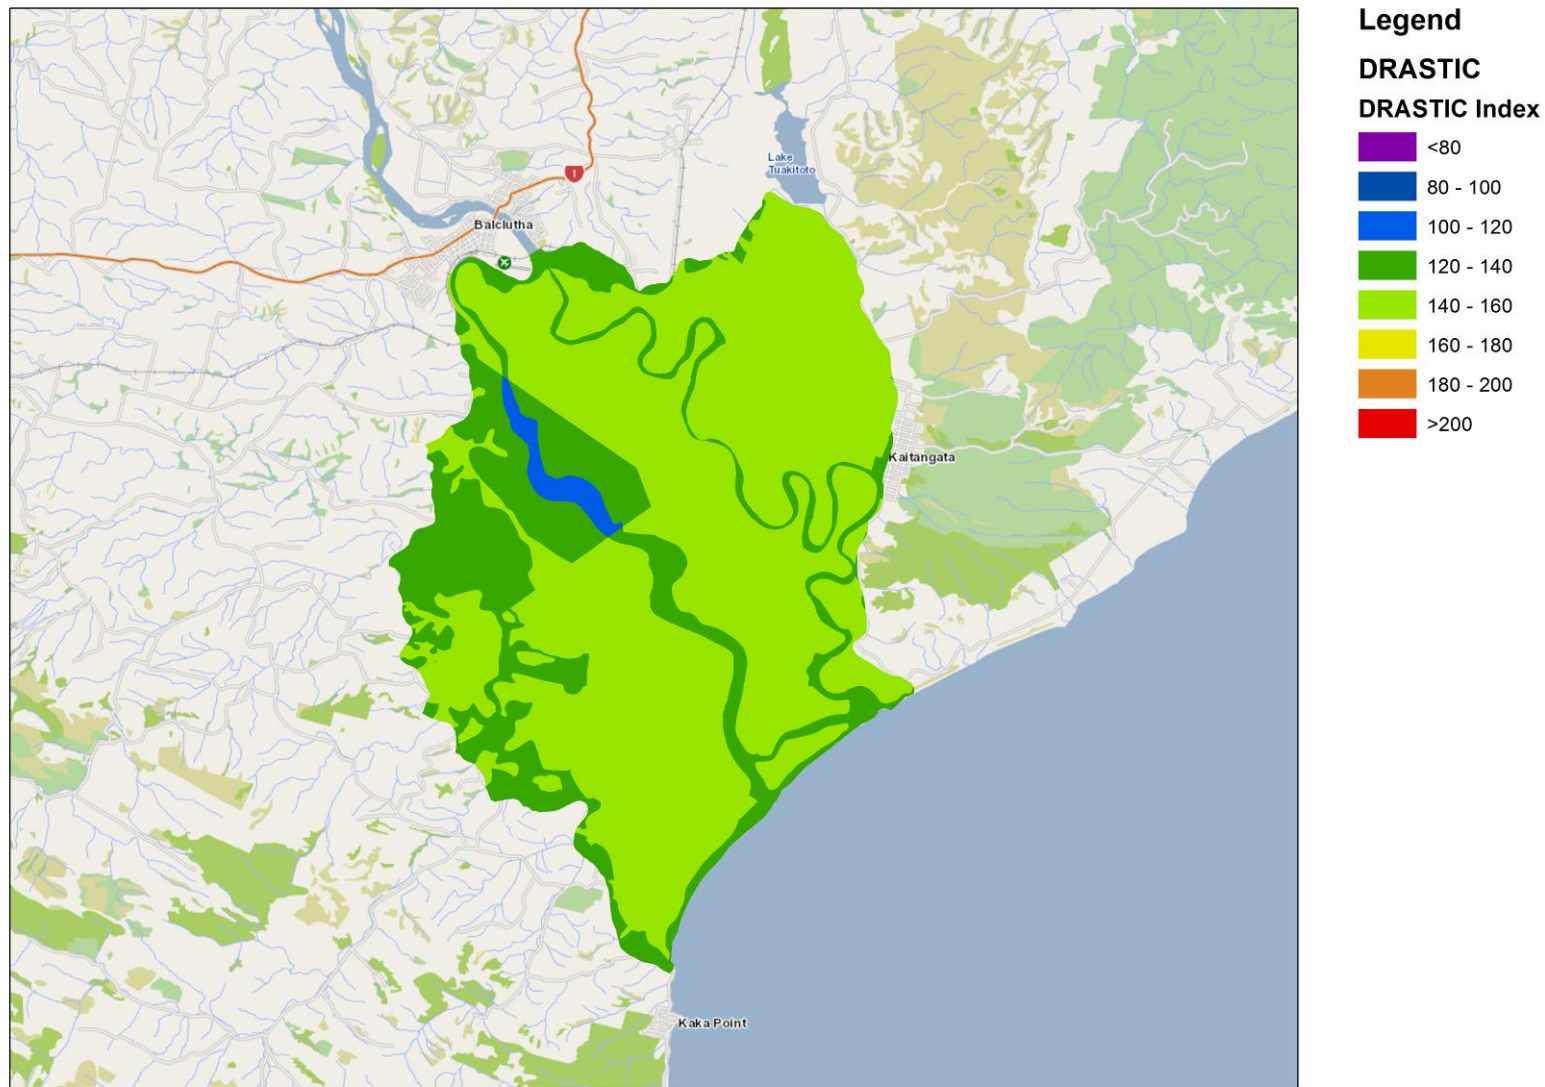 Legend
DRASTIC
DRASTIC Index
<80
80 - 100
100 - 120
120 - 140
140 - 160
160 - 180
180 - 200
>200
Lake
Tuakitoto
1
Balclutha
Kaitangata
Kaka Point